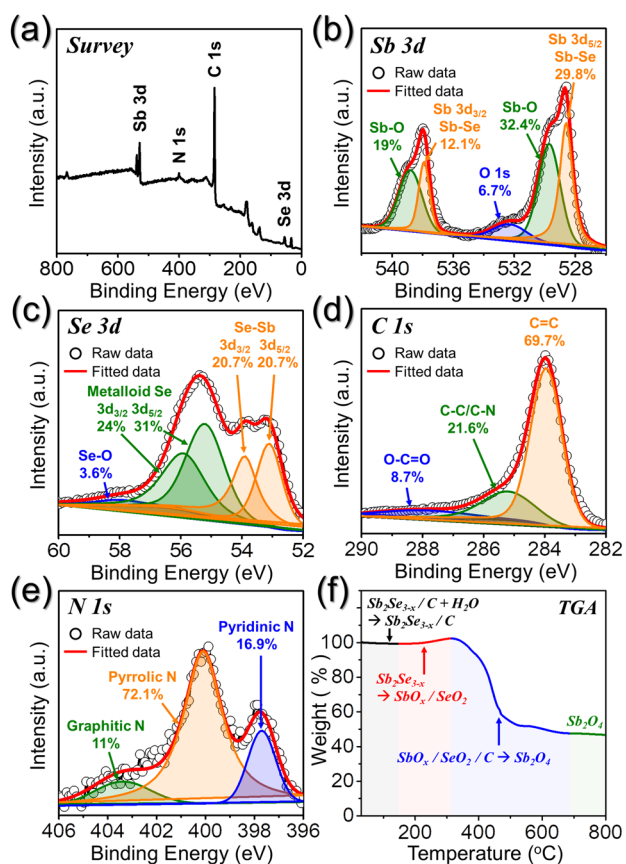 (a)
Survey
Sb 3d
N 1s
C 1s
Se 3d
Intensity (a.u.)
800 600 400 200 0
Binding Energy (eV)
(b)
Sb 3d
Raw data
Fitted data
Sb-O
19%
Sb 3d3/2
Sb-Se
12.1%
O 1s
6.7%
Sb-O
32.4%
Sb 3d5/2
Sb-Se
29.8%
Intensity (a.u.)
540 536 532 528
Binding Energy (eV)
(c)
Se 3d
Raw data
Fitted data
Se-Sb
3d3/2 3d5/2
20.7% 20.7%
Metalloid Se
3d3/2 3d5/2
24% 31%
Se-O
3.6%
Intensity (a.u.)
60 58 56 54 52
Binding Energy (eV)
(d)
C 1s
Raw data
Fitted data
C=C
69.7%
C-C/C-N
21.6%
O-C=O
8.7%
Intensity (a.u.)
290 288 286 284 282
Binding Energy (eV)
(e)
N 1s
Raw data
Fitted data
Pyridinic N
16.9%
Pyrrolic N
72.1%
Graphitic N
11%
Intensity (a.u.)
406 404 402 400 398 396
Binding Energy (eV)
(f)
TGA
Sb2Se3-x / C + H2O
→ Sb2Se3-x / C
Sb2Se3-x
→ SbOx / SeO2
SbOx / SeO2 / C → Sb2O4
Sb2O4
Weight ( % )
120
100
80
60
40
20
0
0 200 400 600 800
Temperature (oC)